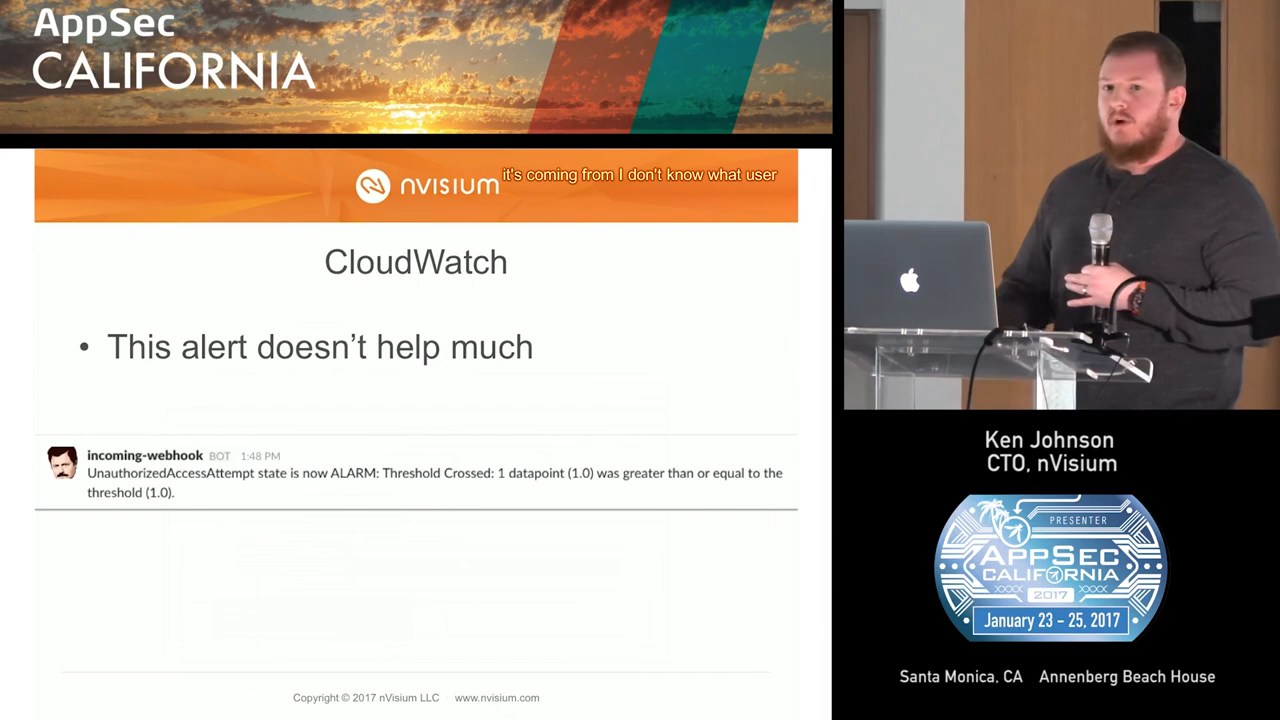 AppSec
CALIFORNIA
nVISIUM
it's coming from I don't know what user
CloudWatch
• This alert doesn’t help much
incoming-webhook BOT 1:48 PM
UnauthorizedAccessAttempt state is now ALARM: Threshold Crossed: 1 datapoint (1.0) was greater than or equal to the
threshold (1.0).
Copyright © 2017 nVisium LLC www.nvisium.com
Ken Johnson
CTO, nVisium
PRESENTER
APPSEC
CALIFORNIA
XXXX 2017 XXXX
January 23 - 25, 2017
Santa Monica, CA Annenberg Beach House